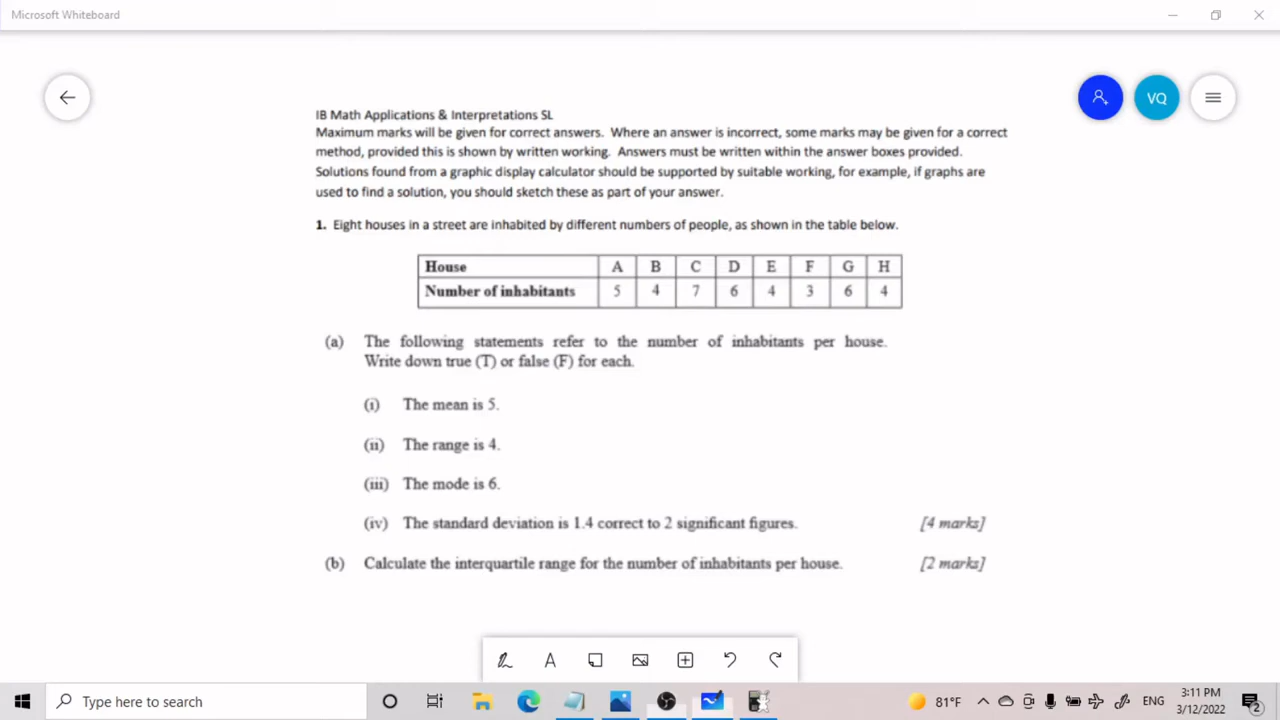 Microsoft Whiteboard
VQ
IB Math Applications & Interpretations SL
Maximum marks will be given for correct answers. Where an answer is incorrect, some marks may be given for a correct
method, provided this is shown by written working. Answers must be written within the answer boxes provided.
Solutions found from a graphic display calculator should be supported by suitable working, for example, if graphs are
used to find a solution, you should sketch these as part of your answer.
1. Eight houses in a street are inhabited by different numbers of people, as shown in the table below.
House A B C D E F G H
Number of inhabitants 5 4 7 6 4 3 6 4
(a) The following statements refer to the number of inhabitants per house.
Write down true (T) or false (F) for each.
(i) The mean is 5.
(ii) The range is 4.
(iii) The mode is 6.
(iv) The standard deviation is 1.4 correct to 2 significant figures. [4 marks]
(b) Calculate the interquartile range for the number of inhabitants per house. [2 marks]
A
Type here to search
81°F
ENG
3:11 PM
3/12/2022
2